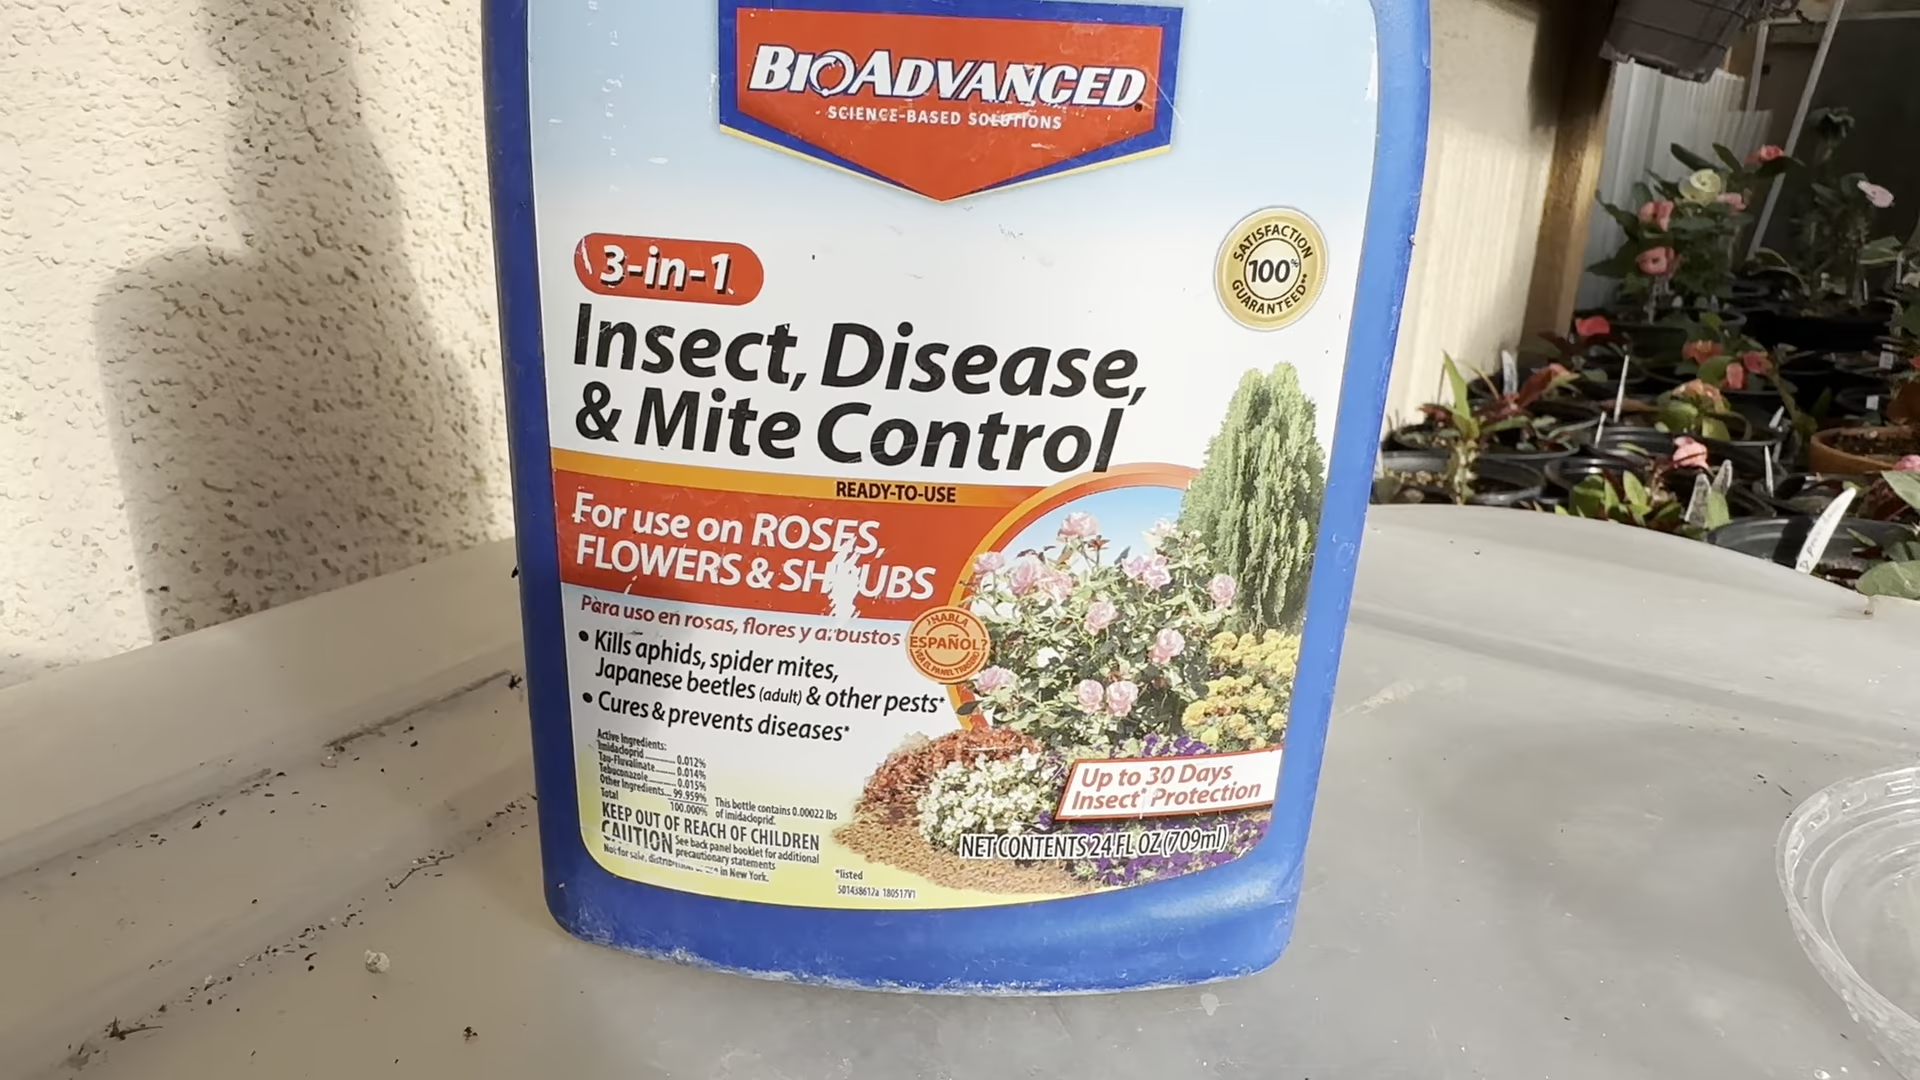 BIOADVANCED
SCIENCE-BASED SOLUTIONS
3-in-1
SATISFACTION
100%
GUARANTEED**
Insect, Disease,
& Mite Control
READY-TO-USE
For use on ROSES,
FLOWERS & SHRUBS
Para uso en rosas, flores y arbustos
¿HABLA
ESPAÑOL?
• Kills aphids, spider mites,
Japanese beetles (adult) & other pests*
• Cures & prevents diseases*
Active Ingredients:
Imidacloprid 0.012%
Tau-Fluvalinate 0.014%
Tebuconazole 0.015%
Other Ingredients 99.959%
Total 100.000%
This bottle contains 0.00022 lbs
of imidacloprid.
KEEP OUT OF REACH OF CHILDREN
CAUTION See back panel booklet for additional
precautionary statements
Not for sale, in New York.
*listed
Up to 30 Days
Insect* Protection
NET CONTENTS 24 FL OZ (709ml)